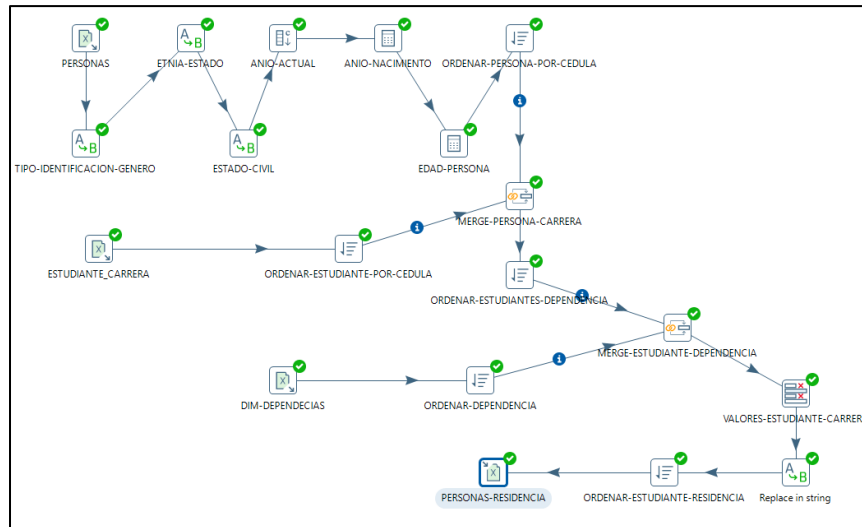 PERSONAS
ETNIA-ESTADO
ANIO-ACTUAL
ANIO-NACIMIENTO
ORDENAR-PERSONA-POR-CEDULA
TIPO-IDENTIFICACION-GENERO
ESTADO-CIVIL
EDAD-PERSONA
MERGE-PERSONA-CARRERA
ESTUDIANTE_CARRERA
ORDENAR-ESTUDIANTE-POR-CEDULA
ORDENAR-ESTUDIANTES-DEPENDENCIA
MERGE-ESTUDIANTE-DEPENDENCIA
DIM-DEPENDECIAS
ORDENAR-DEPENDENCIA
VALORES-ESTUDIANTE-CARRER
PERSONAS-RESIDENCIA
ORDENAR-ESTUDIANTE-RESIDENCIA
Replace in string